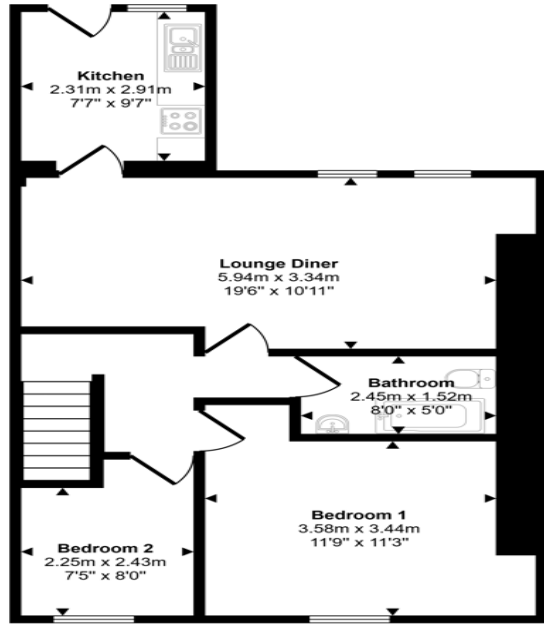 Kitchen
2.31m x 2.91m
7'7" x 9'7"
Lounge Diner
5.94m x 3.34m
19'6" x 10'11"
Bathroom
2.45m x 1.52m
8'0" x 5'0"
Bedroom 1
3.58m x 3.44m
11'9" x 11'3"
Bedroom 2
2.25m x 2.43m
7'5" x 8'0"